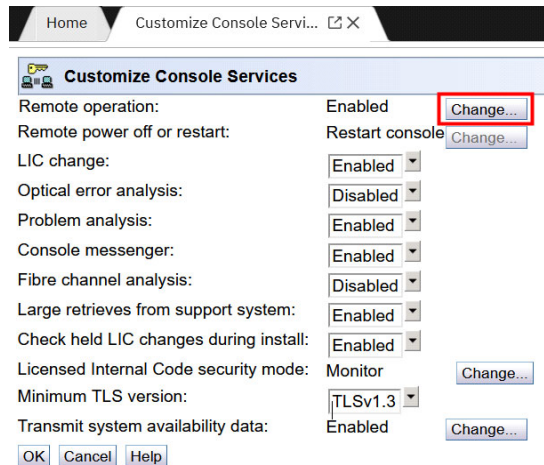 Home Customize Console Servi...
Customize Console Services
Remote operation: Enabled Change...
Remote power off or restart: Restart console Change...
LIC change: Enabled
Optical error analysis: Disabled
Problem analysis: Enabled
Console messenger: Enabled
Fibre channel analysis: Disabled
Large retrieves from support system: Enabled
Check held LIC changes during install: Enabled
Licensed Internal Code security mode: Monitor Change...
Minimum TLS version: TLSv1.3
Transmit system availability data: Enabled Change...
OK Cancel Help